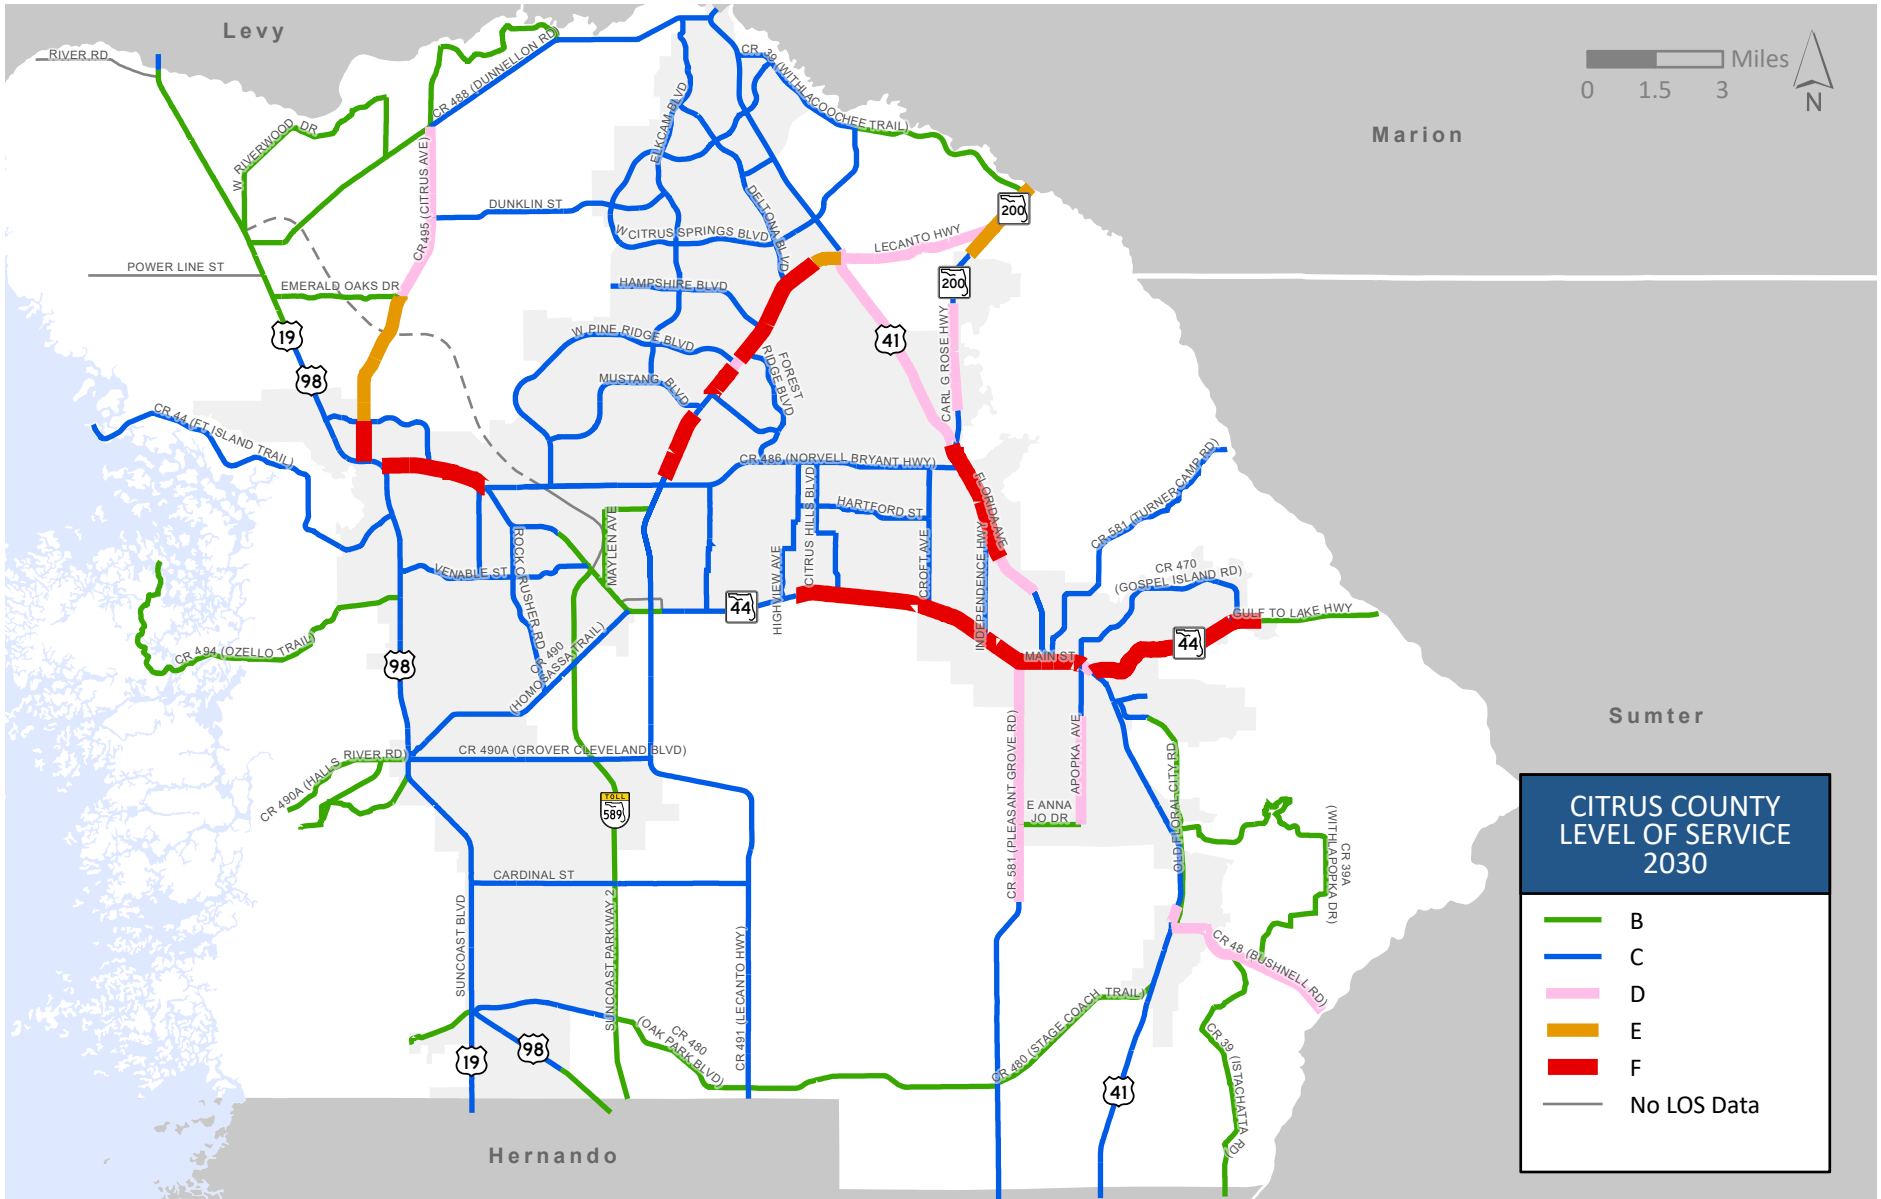 Levy
RIVER RD
CR 488 (DUNNELLON RD)
CR 39 (WITHLACOOCHEE TRAIL)
Miles
0 1.5 3
N
Marion
W RIVERWOOD DR
ELKCAM BLVD
CR 495 (CITRUS AVE)
DUNKLIN ST
DELTONA BLVD
200
W CITRUS SPRINGS BLVD
LECANTO HWY
POWER LINE ST
EMERALD OAKS DR
HAMPSHIRE BLVD
200
19
W PINE RIDGE BLVD
41
98
MUSTANG BLVD
FOREST
RIDGE BLVD
CARL G ROSE HWY
CR 44 (FT ISLAND TRAIL)
CR 486 (NORVELL BRYANT HWY)
FLORIDA AVE
CR 581 (TURNER CAMP RD)
HARTFORD ST
MAYLEN AVE
ROCK CRUSHER RD
CITRUS HILLS BLVD
HIGHVIEW AVE
CROFT AVE
INDEPENDENCE HWY
VENABLE ST
CR 470
(GOSPEL ISLAND RD)
44
GULF TO LAKE HWY
CR 494 (OZELLO TRAIL)
98
CR 490
(HOMOSASSA TRAIL)
MAIN ST
44
Sumter
CR 490A (HALLS RIVER RD)
CR 490A (GROVER CLEVELAND BLVD)
CR 581 (PLEASANT GROVE RD)
APOPKA AVE
OLD FLORAL CITY RD
TOLL
589
E ANNA
JO DR
CR 39A
(WITHLAPOPKA DR)
CARDINAL ST
SUNCOAST BLVD
SUNCOAST PARKWAY 2
CR 491 (LECANTO HWY)
CR 48 (BUSHNELL RD)
CR 480
(OAK PARK BLVD)
CR 480 (STAGE COACH TRAIL)
CR 39 (ISTACHATTA RD)
19
98
41
Hernando
CITRUS COUNTY
LEVEL OF SERVICE
2030
B
C
D
E
F
No LOS Data